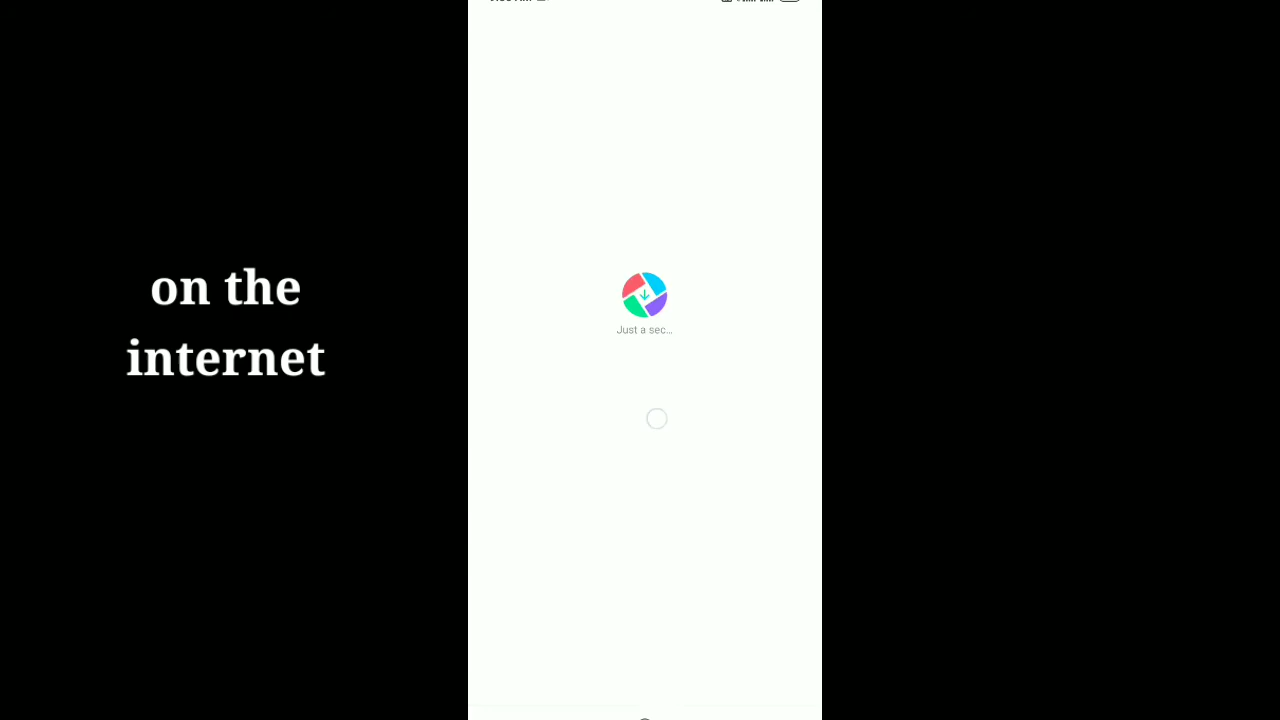 on the
internet
Just a sec...